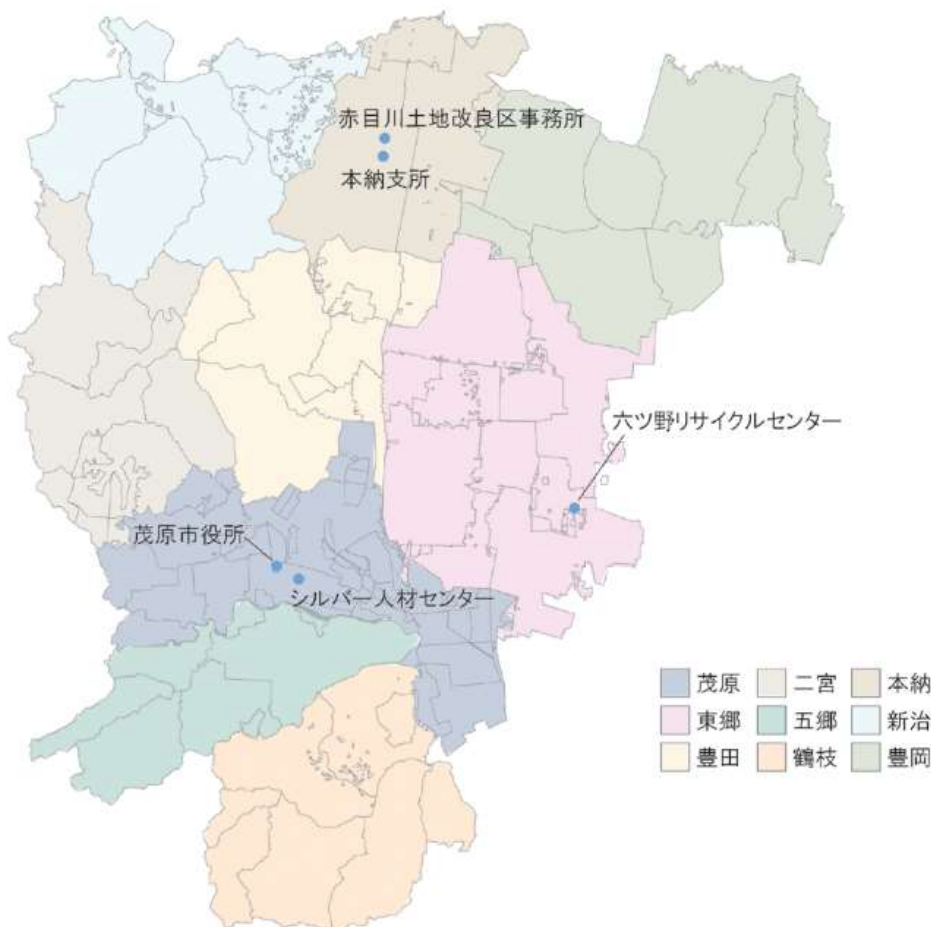 赤目川土地改良区事務所
本納支所
六ツ野リサイクルセンター
茂原市役所
シルバー人材センター
茂原 二宮 本納
東郷 五郷 新治
豊田 鶴枝 豊岡